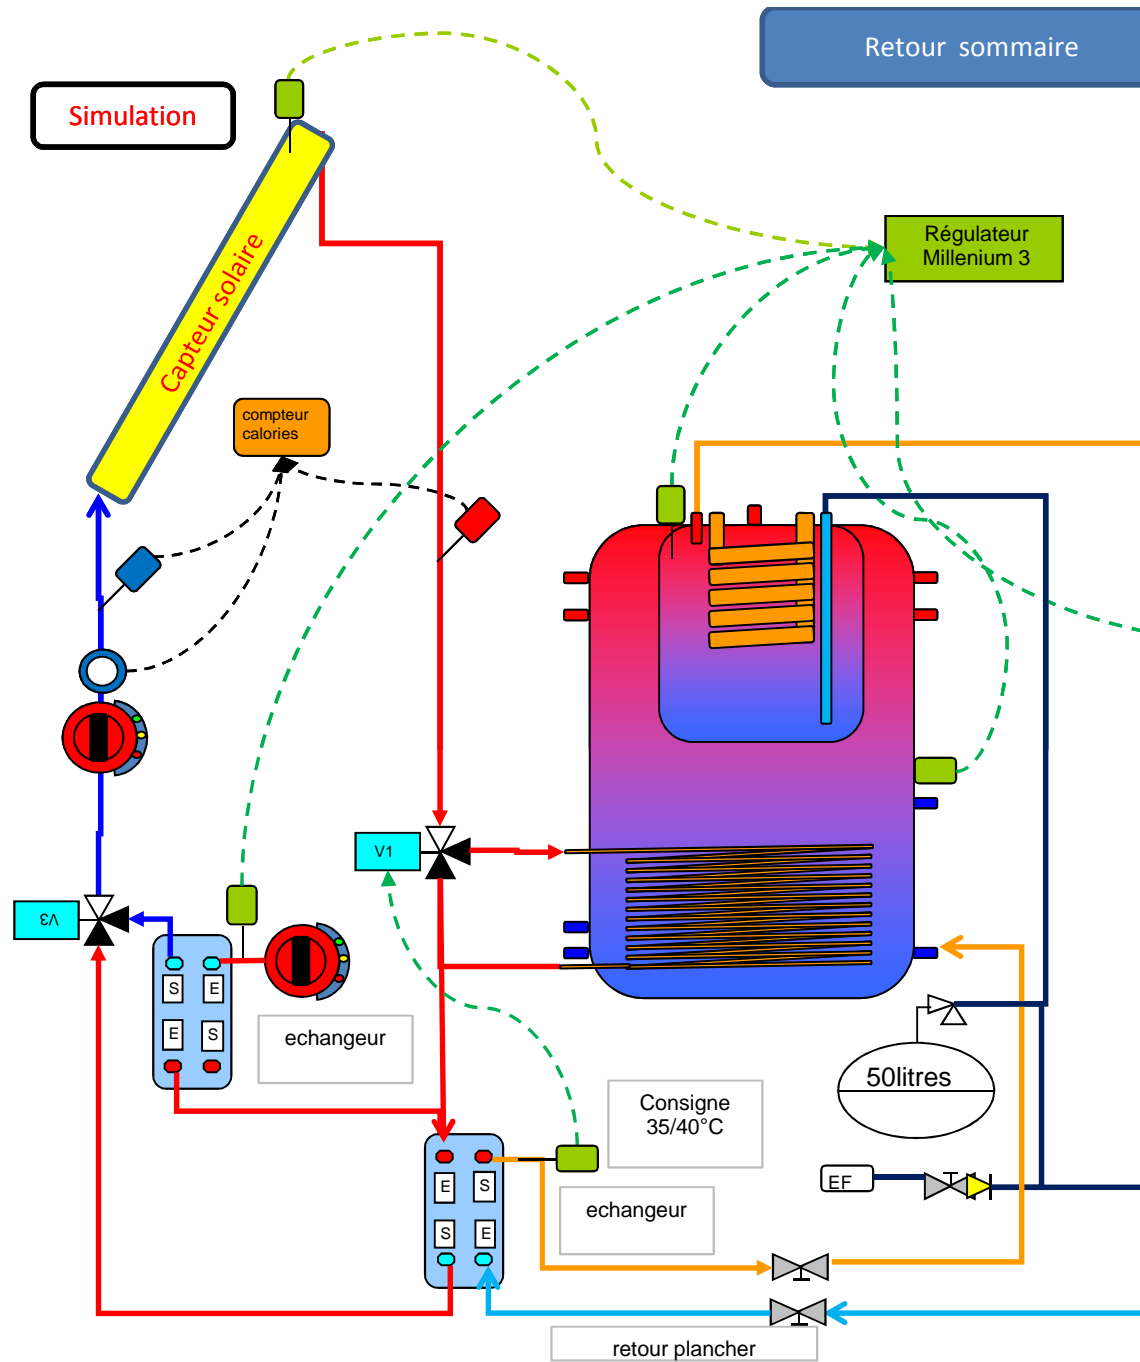 Retour sommaire
Simulation
Régulateur
Millenium 3
Capteur solaire
compteur
calories
V1
V3
S E
E S
echangeur
50litres
Consigne
35/40°C
E S
S E
EF
echangeur
retour plancher